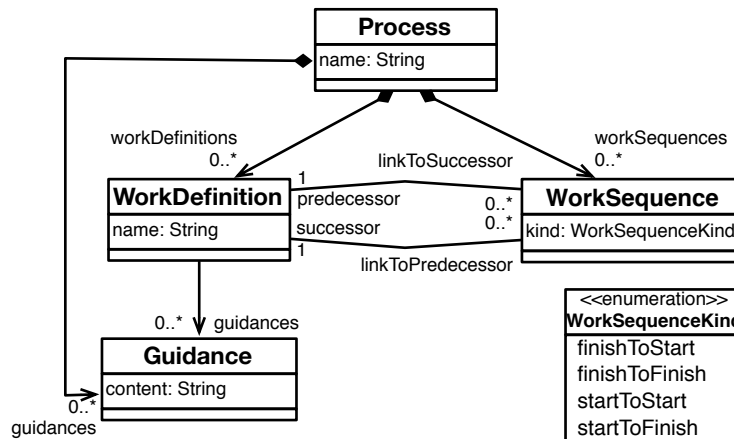 Process
name: String
workDefinitions
0..*
workSequences
0..*
linkToSuccessor
WorkDefinition
1
predecessor
0..*
WorkSequence
name: String
successor
1
0..*
kind: WorkSequenceKind
linkToPredecessor
0..*
guidances
<<enumeration>>
WorkSequenceKind
finishToStart
finishToFinish
startToStart
startToFinish
Guidance
content: String
0..*
guidances